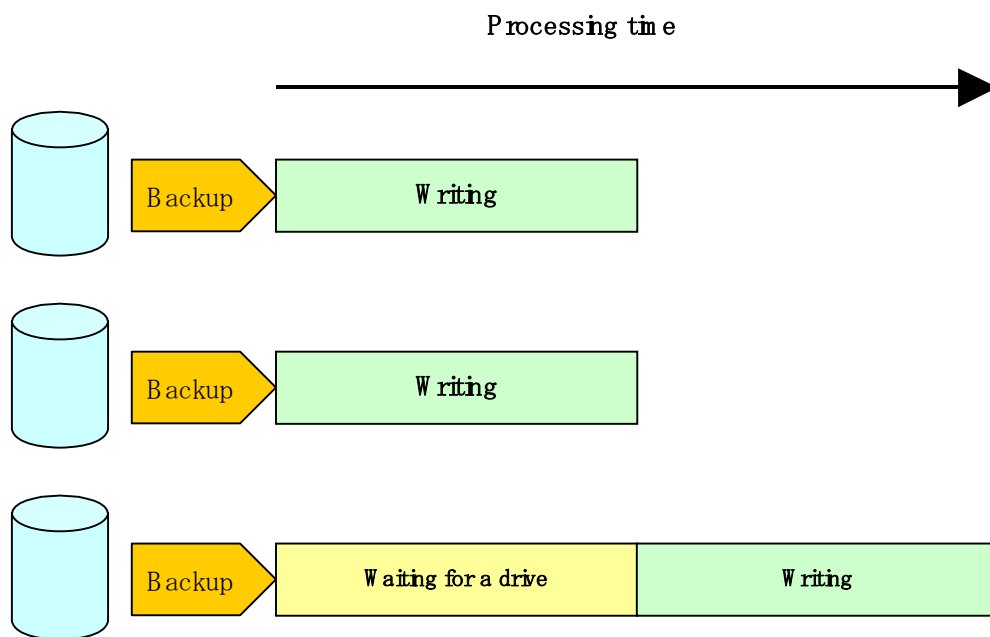 Processing time
Backup
Writing
Backup
Writing
Backup
Waiting for a drive
Writing